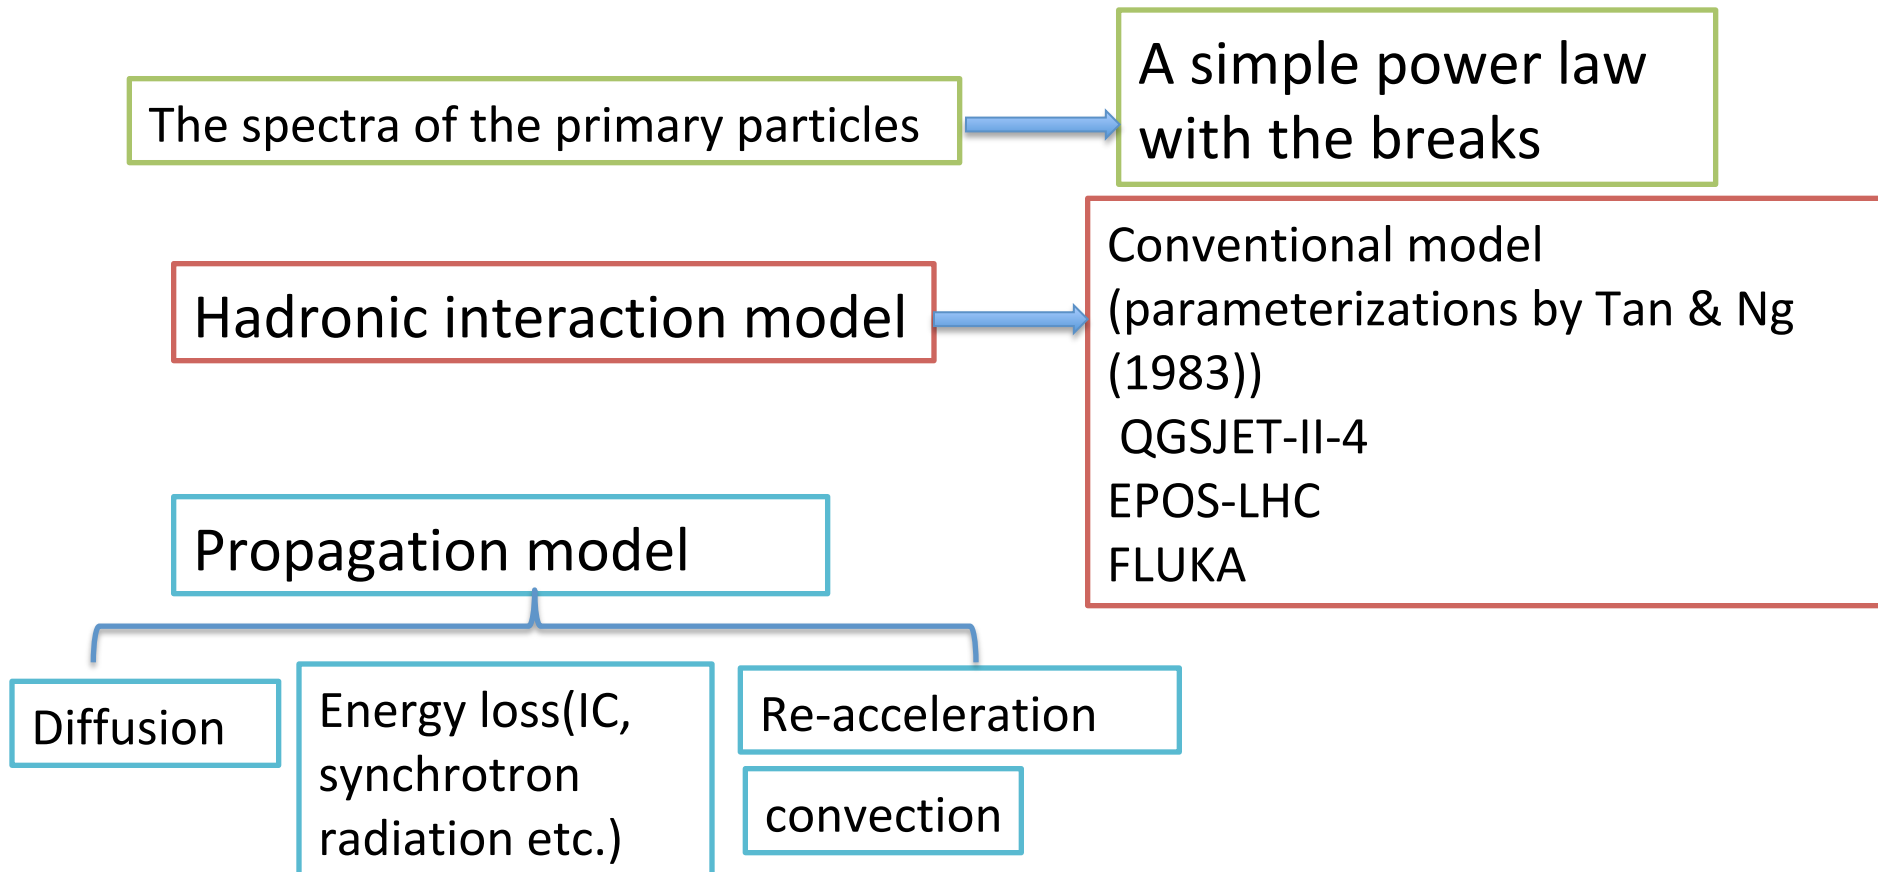 The spectra of the primary particles
A simple power law
with the breaks
Hadronic interaction model
Conventional model
(parameterizations by Tan & Ng
(1983))
QGSJET-II-4
EPOS-LHC
FLUKA
Propagation model
Diffusion
Energy loss(IC,
synchrotron
radiation etc.)
Re-acceleration
convection